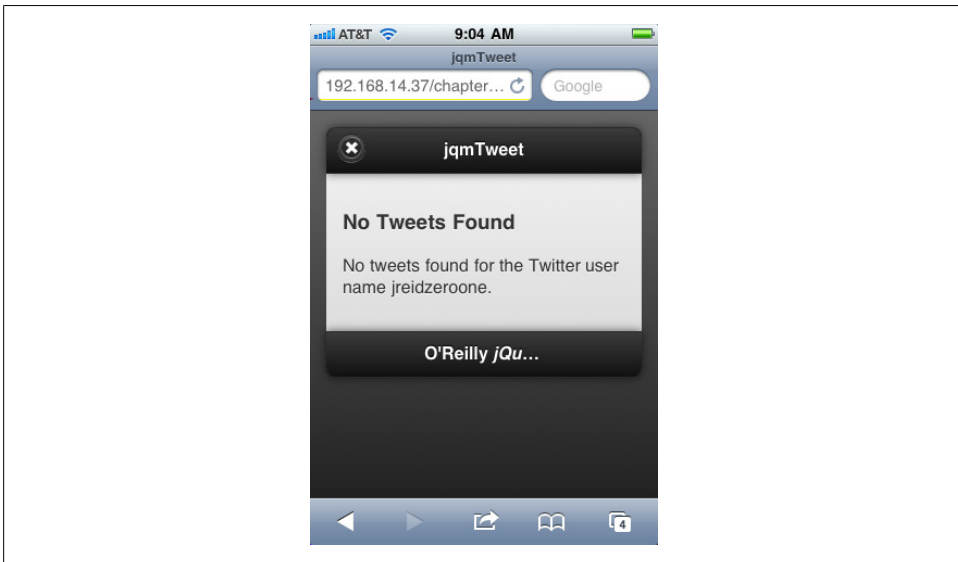 AT&T 9:04 AM
jqmTweet
192.168.14.37/chapter... Google
jqmTweet
No Tweets Found
No tweets found for the Twitter user
name jreidzeroone.
O'Reilly jQu...
4